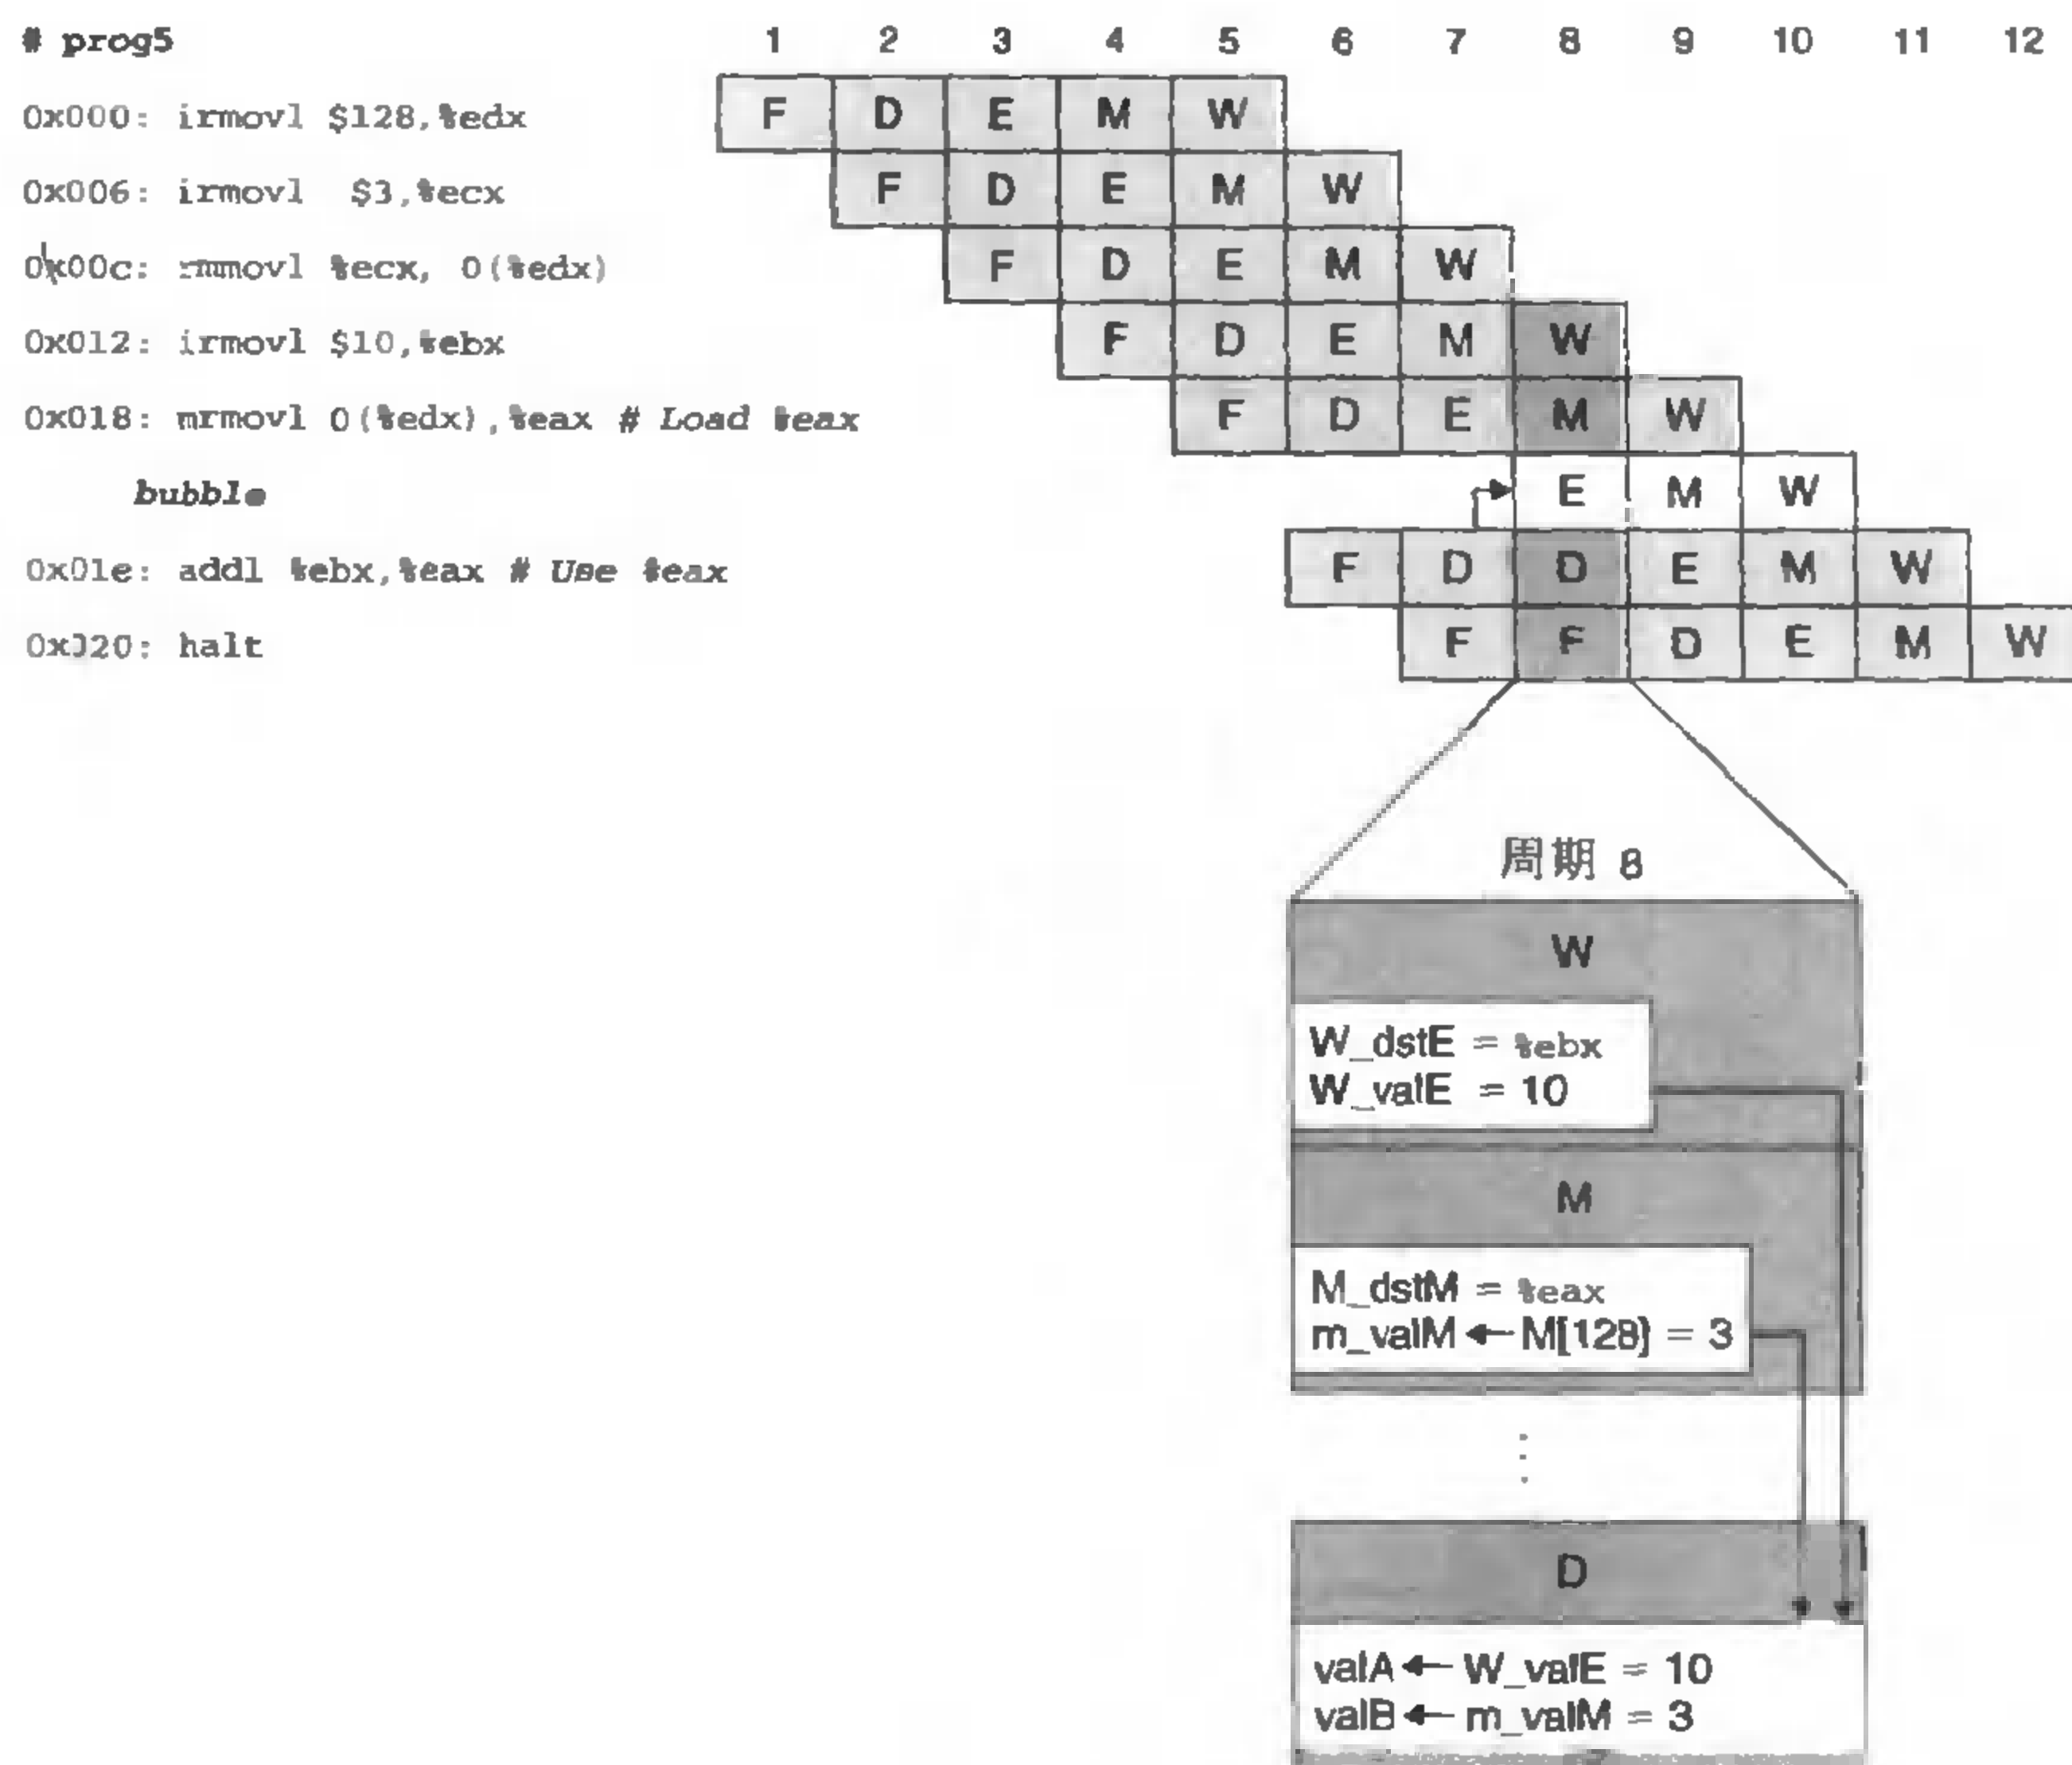 # prog5 1 2 3 4 5 6 7 8 9 10 11 12
0x000: irmovl $128,%edx F D E M W
0x006: irmovl $3,%ecx F D E M W
0x00c: rmmovl %ecx, 0(%edx) F D E M W
0x012: irmovl $10,%ebx F D E M W
0x018: mrmovl 0(%edx),%eax # Load %eax F D E M W
bubble E M W
0x01e: addl %ebx,%eax # Use %eax F D D E M W
0x020: halt F F D E M W
周期 8
W
W_dstE = %ebx
W_valE = 10
M
M_dstM = %eax
m_valM ← M[128] = 3
⋮
D
valA ← W_valE = 10
valB ← m_valM = 3